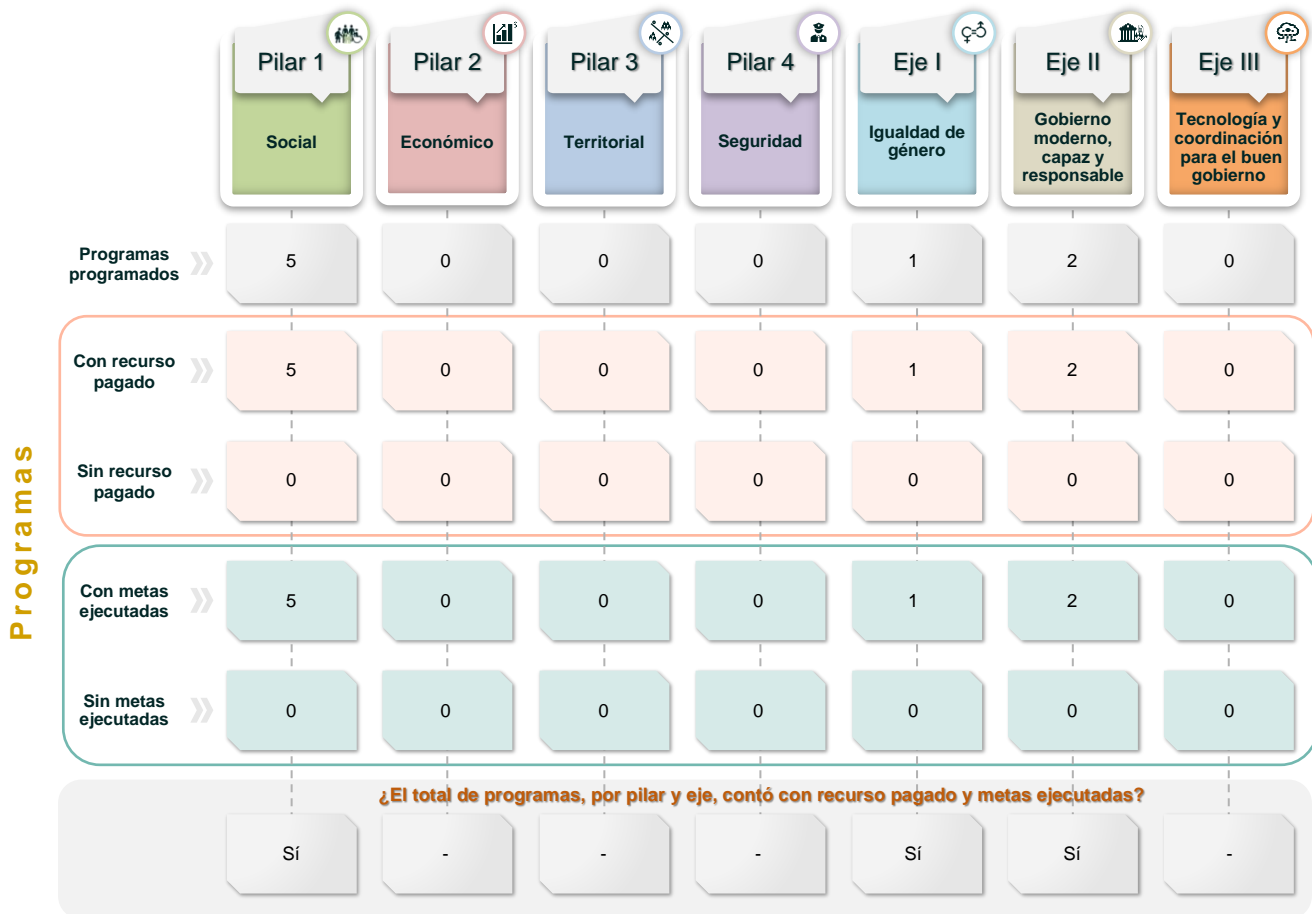 Pilar 1
Pilar 2
Pilar 3
Pilar 4
Eje I
Eje II
Eje III
Social
Económico
Territorial
Seguridad
Igualdad de
género
Gobierno
moderno,
capaz y
responsable
Tecnología y
coordinación
para el buen
gobierno
Programas
Programas
programados
5
0
0
0
1
2
0
Con recurso
pagado
5
0
0
0
1
2
0
Sin recurso
pagado
0
0
0
0
0
0
0
Con metas
ejecutadas
5
0
0
0
1
2
0
Sin metas
ejecutadas
0
0
0
0
0
0
0
¿El total de programas, por pilar y eje, contó con recurso pagado y metas ejecutadas?
Sí
-
-
-
Sí
Sí
-